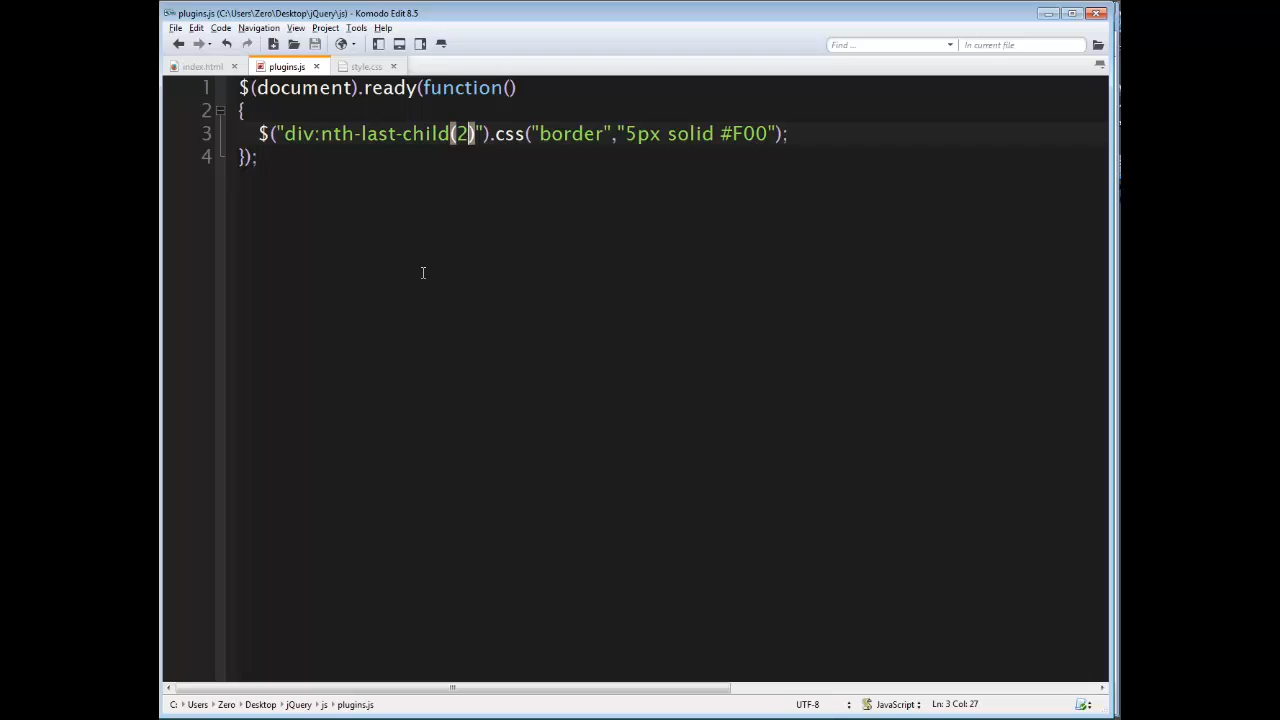 plugins.js (C:\Users\Zero\Desktop\jQuery\js) - Komodo Edit 8.5
File Edit Code Navigation View Project Tools Help
Find ... In current file
index.html plugins.js style.css
1 $(document).ready(function()
2 {
3 $("div:nth-last-child(2)").css("border","5px solid #F00");
4 });
C: Users Zero Desktop jQuery js plugins.js UTF-8 JavaScript Ln: 3 Col: 27